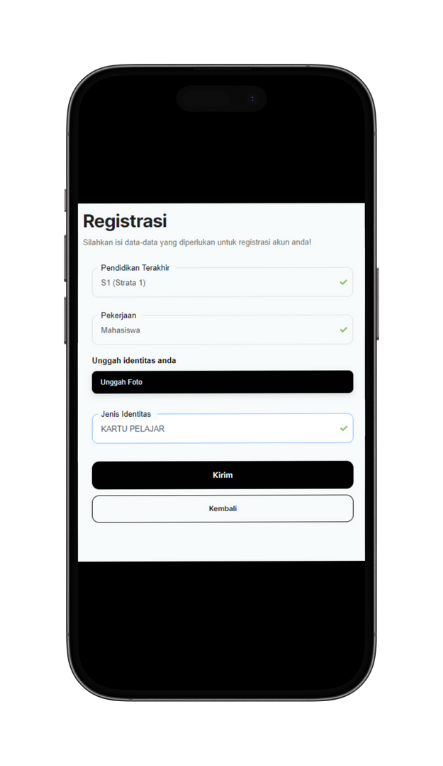 Registrasi
Silahkan isi data-data yang diperlukan untuk registrasi akun anda!
Pendidikan Terakhir
S1 (Strata 1)
Pekerjaan
Mahasiswa
Unggah identitas anda
Unggah Foto
Jenis Identitas
KARTU PELAJAR
Kirim
Kembali